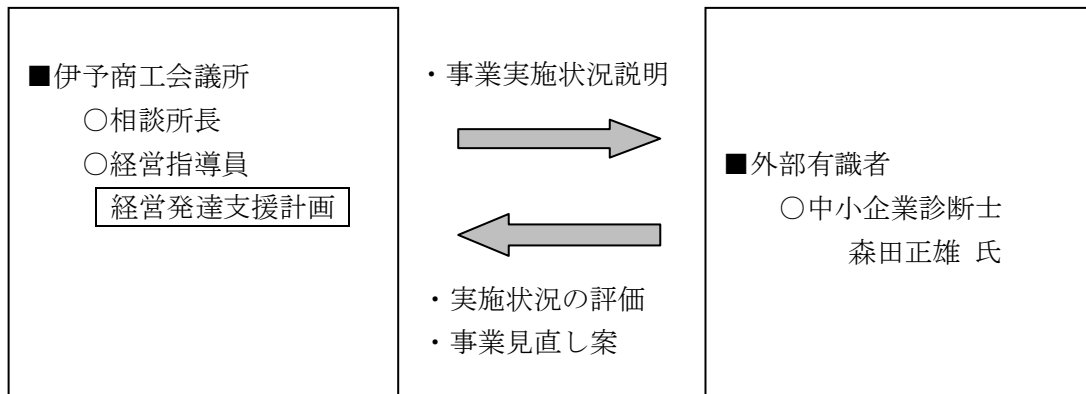 ■伊予商工会議所
○相談所長
○経営指導員
経営発達支援計画
・事業実施状況説明
・実施状況の評価
・事業見直し案
■外部有識者
○中小企業診断士
森田正雄 氏